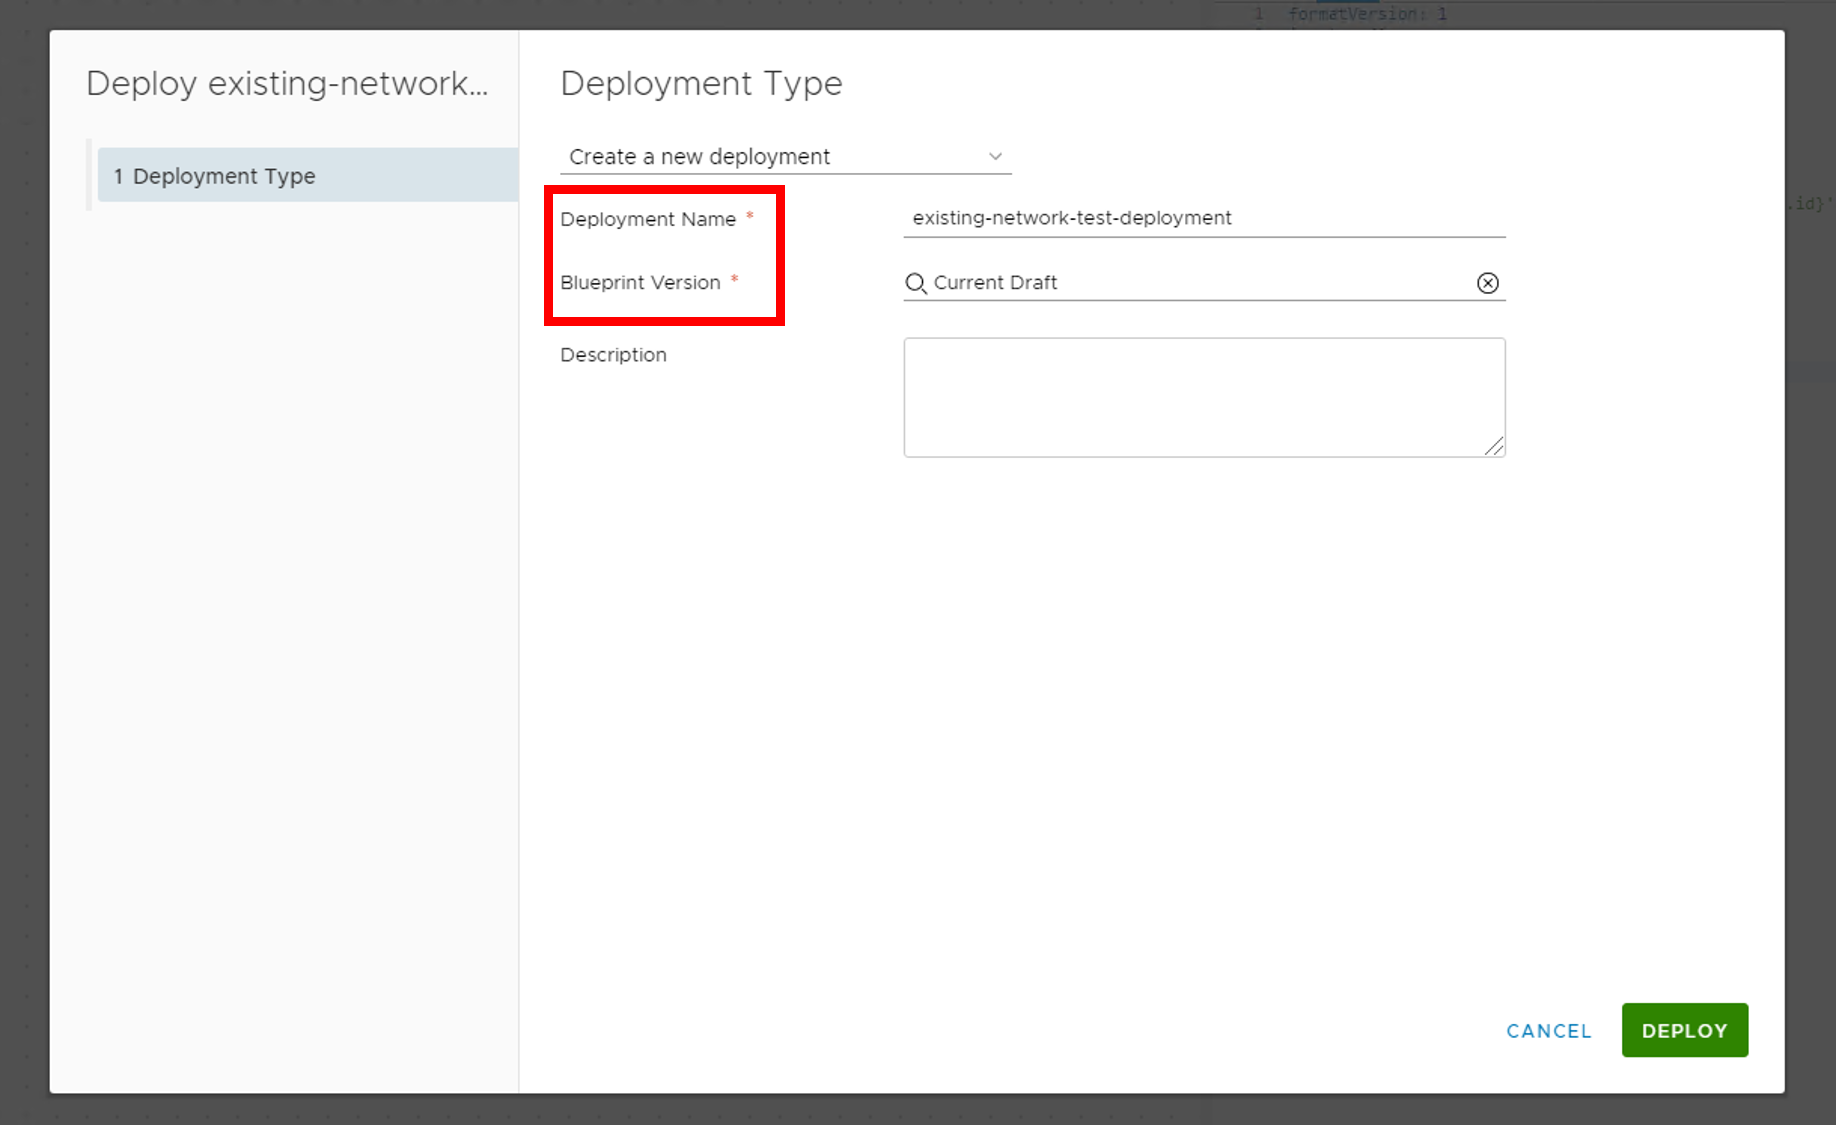 1 formatVersion: 1
Deploy existing-network...
Deployment Type
1 Deployment Type
Create a new deployment
Deployment Name *
existing-network-test-deployment
Blueprint Version *
Current Draft
.id}'
Description
CANCEL
DEPLOY